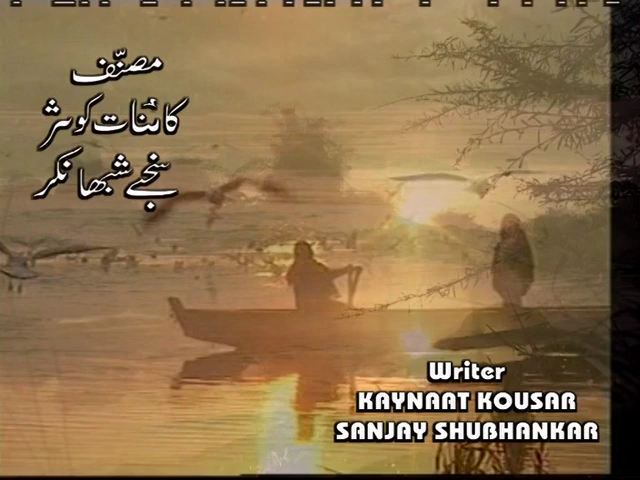 مصنّف
کائنات کوثر
سنجے شبھانکر
Writer
KAYNAAT KOUSAR
SANJAY SHUBHANKAR